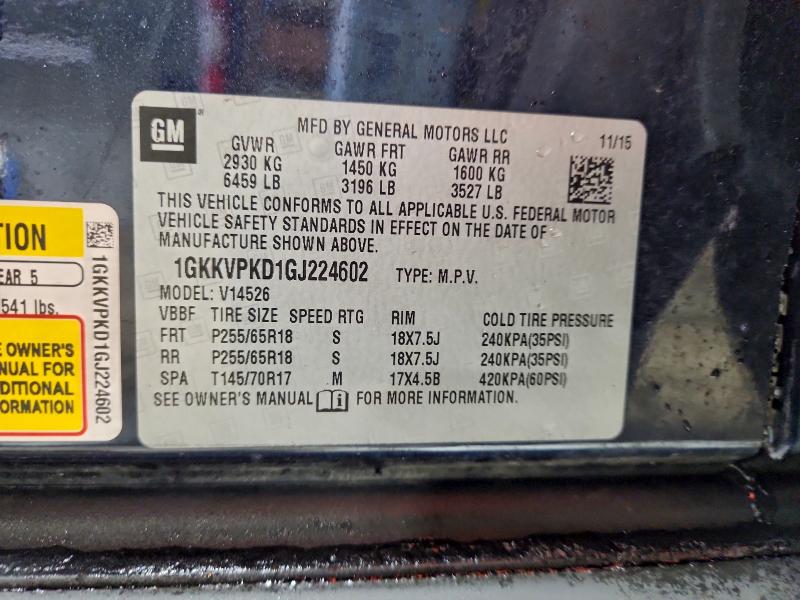 GM
MFD BY GENERAL MOTORS LLC
11/15
GVWR GAWR FRT GAWR RR
2930 KG 1450 KG 1600 KG
6459 LB 3196 LB 3527 LB
THIS VEHICLE CONFORMS TO ALL APPLICABLE U.S. FEDERAL MOTOR
VEHICLE SAFETY STANDARDS IN EFFECT ON THE DATE OF
MANUFACTURE SHOWN ABOVE.
1GKKVPKD1GJ224602 TYPE: M.P.V.
MODEL: V14526
VBBF TIRE SIZE SPEED RTG RIM COLD TIRE PRESSURE
FRT P255/65R18 S 18X7.5J 240KPA(35PSI)
RR P255/65R18 S 18X7.5J 240KPA(35PSI)
SPA T145/70R17 M 17X4.5B 420KPA(60PSI)
SEE OWNER'S MANUAL FOR MORE INFORMATION.
TION
EAR 5
541 lbs.
E OWNER'S
NUAL FOR
DITIONAL
ORMATION
1GKKVPKD1GJ224602